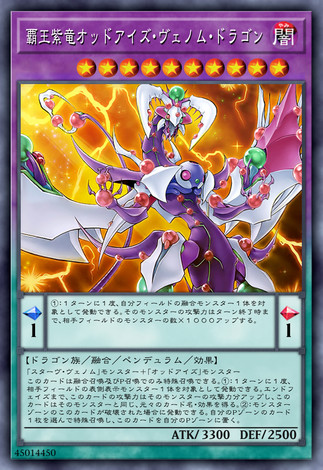 覇王紫竜オッドアイズ・ヴェノム・ドラゴン
闇
①:1ターンに1度、自分フィールドの融合モンスター1体を対
象として発動できる。そのモンスターの攻撃力はターン終了時ま
で、相手フィールドのモンスターの数×1000アップする。
1
1
【ドラゴン族/融合/ペンデュラム/効果】
「スターヴ・ヴェノム」モンスター+「オッドアイズ」モンスター
このカードは融合召喚及びP召喚でのみ特殊召喚できる。①:1ターンに1度、
相手フィールドの表側表示モンスター1体を対象として発動できる。エンドフ
ェイズまで、このカードの攻撃力はそのモンスターの攻撃力分アップし、この
カードはそのモンスターと同じ、元々のカード名・効果を得る。②:モンスター
ゾーンのこのカードが破壊された場合に発動できる。自分のPゾーンのカード
1枚を選んで特殊召喚し、このカードを自分のPゾーンに置く。
ATK/3300 DEF/2500
45014450